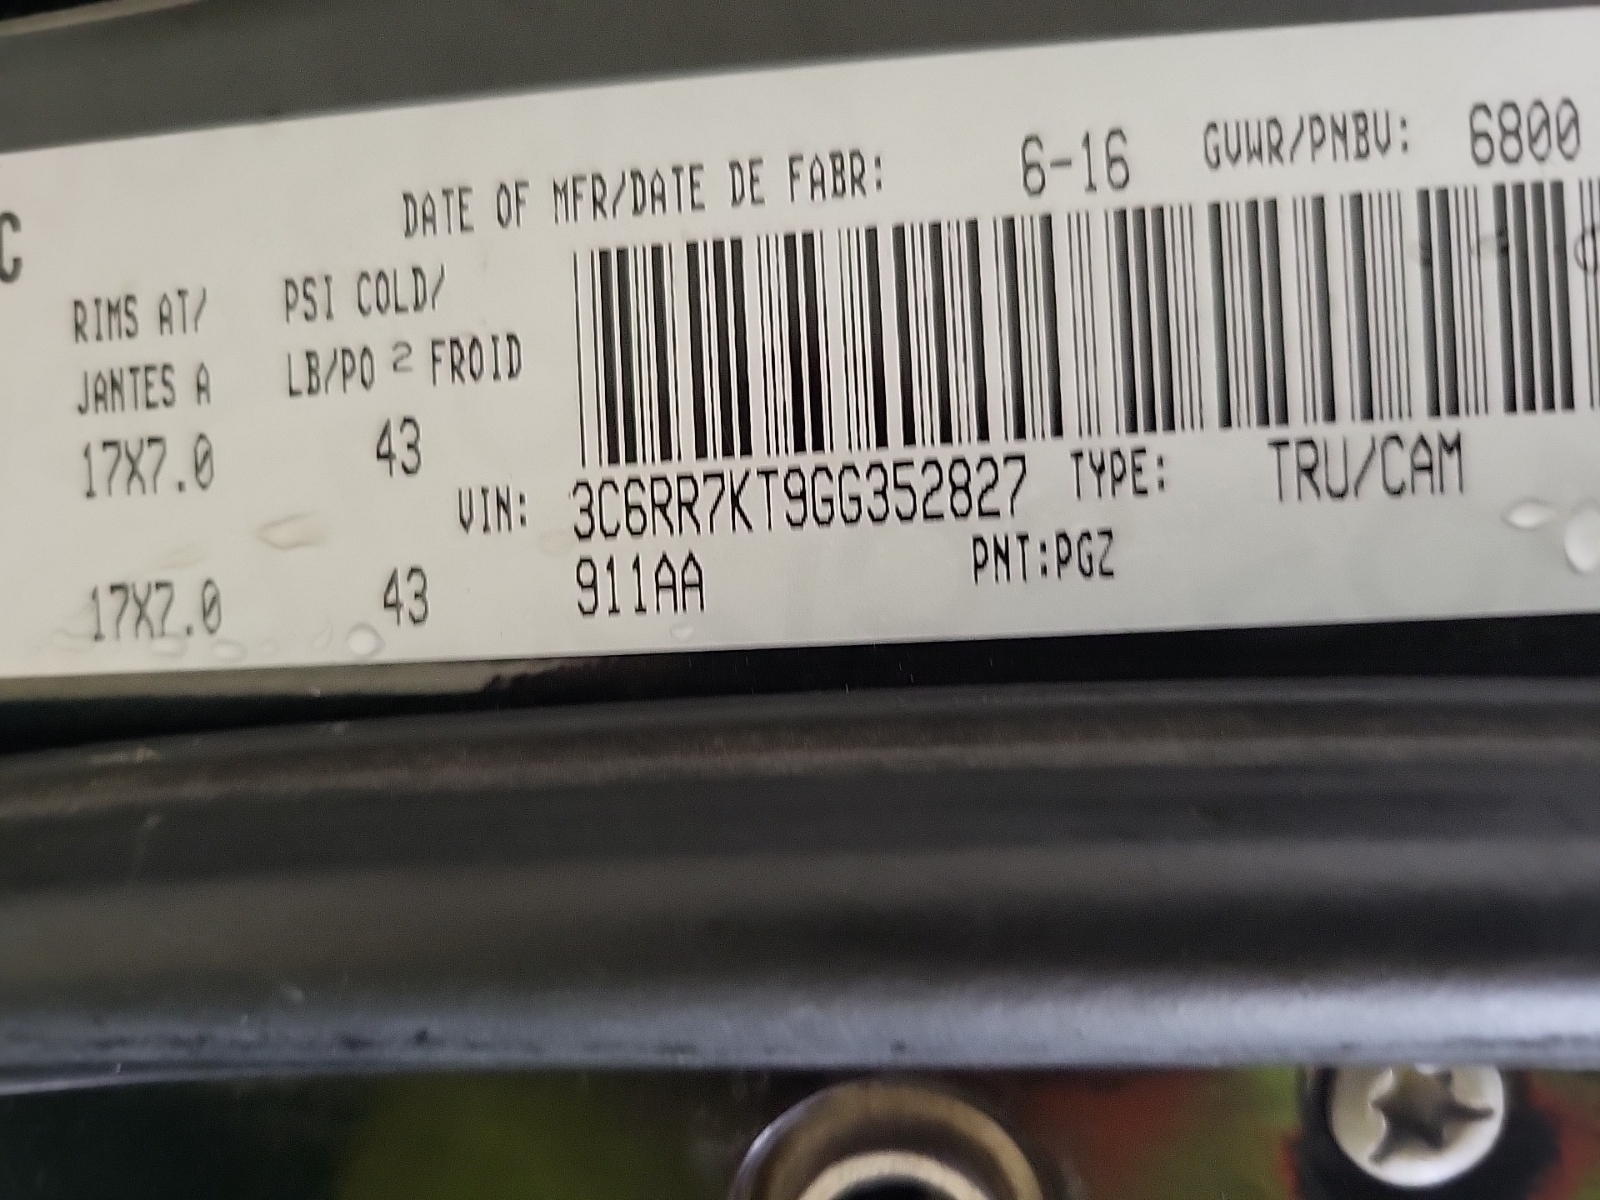 C
DATE OF MFR/DATE DE FABR: 6-16 GVWR/PNBV: 6800
RIMS AT/ PSI COLD/
JANTES A LB/PO 2 FROID
17X7.0 43
VIN: 3C6RR7KT9GG352827 TYPE: TRU/CAM
17X7.0 43 911AA PNT:PGZ